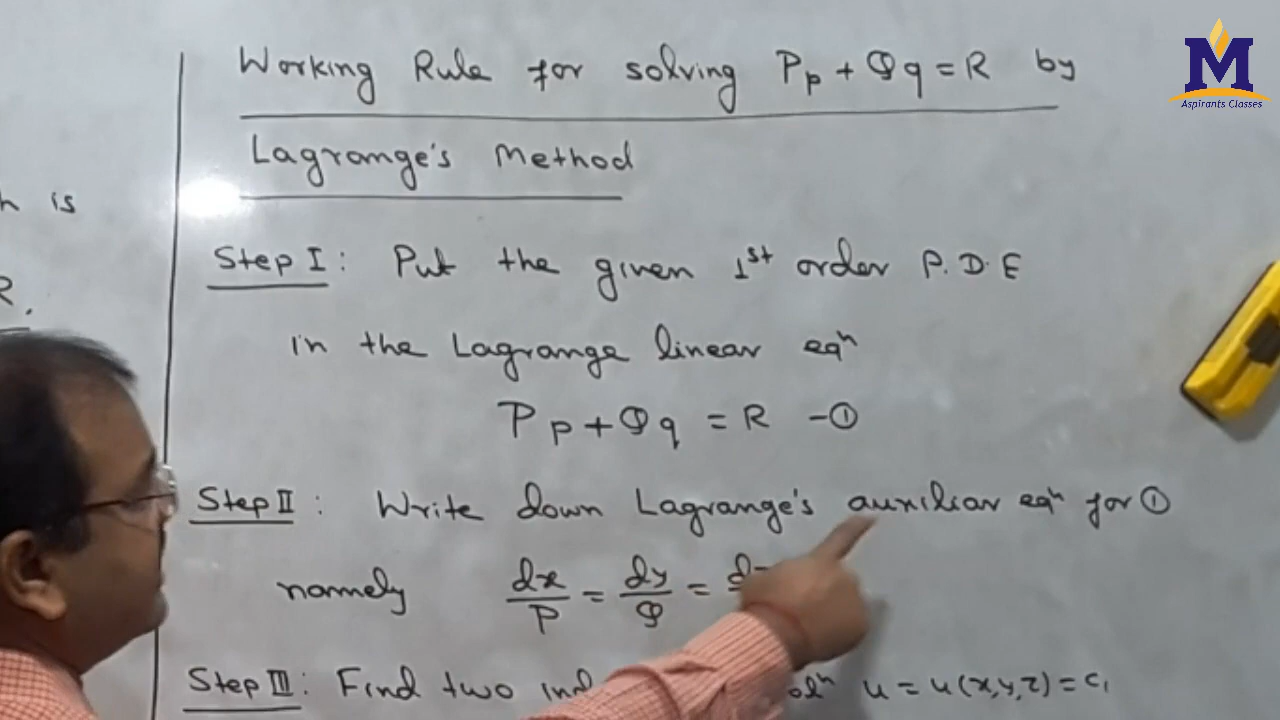 Working Rule for solving Pp + Qq = R by
Lagrange's Method
Step I : Put the given 1st order P.D.E
in the Lagrange linear eqn
Pp + Qq = R - ①
Step II : Write down Lagrange's auxiliar eqn for ①
namely dx/P = dy/Q =
Step III : Find two u = u(x,y,z) = c₁
is
R.
M
Aspirants Classes